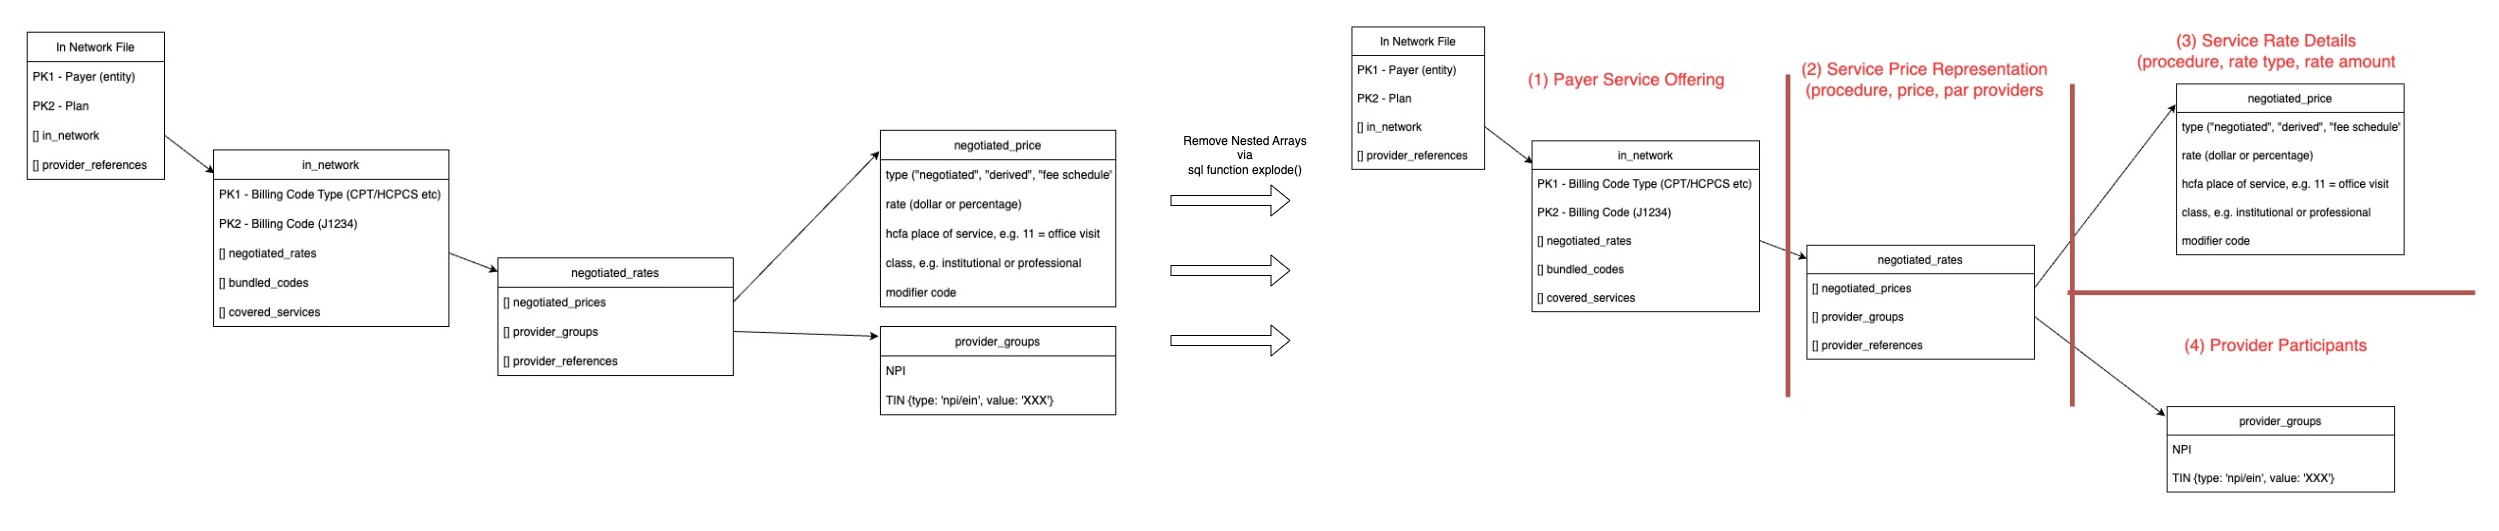 In Network File
PK1 - Payer (entity)
PK2 - Plan
[] in_network
[] provider_references
in_network
PK1 - Billing Code Type (CPT/HCPCS etc)
PK2 - Billing Code (J1234)
[] negotiated_rates
[] bundled_codes
[] covered_services
negotiated_rates
[] negotiated_prices
[] provider_groups
[] provider_references
negotiated_price
type ("negotiated", "derived", "fee schedule"
rate (dollar or percentage)
hcfa place of service, e.g. 11 = office visit
class, e.g. institutional or professional
modifier code
provider_groups
NPI
TIN {type: 'npi/ein', value: 'XXX'}
Remove Nested Arrays
via
sql function explode()
In Network File
PK1 - Payer (entity)
PK2 - Plan
[] in_network
[] provider_references
(1) Payer Service Offering
in_network
PK1 - Billing Code Type (CPT/HCPCS etc)
PK2 - Billing Code (J1234)
[] negotiated_rates
[] bundled_codes
[] covered_services
(2) Service Price Representation
(procedure, price, par providers
negotiated_rates
[] negotiated_prices
[] provider_groups
[] provider_references
(3) Service Rate Details
(procedure, rate type, rate amount
negotiated_price
type ("negotiated", "derived", "fee schedule"
rate (dollar or percentage)
hcfa place of service, e.g. 11 = office visit
class, e.g. institutional or professional
modifier code
(4) Provider Participants
provider_groups
NPI
TIN {type: 'npi/ein', value: 'XXX'}